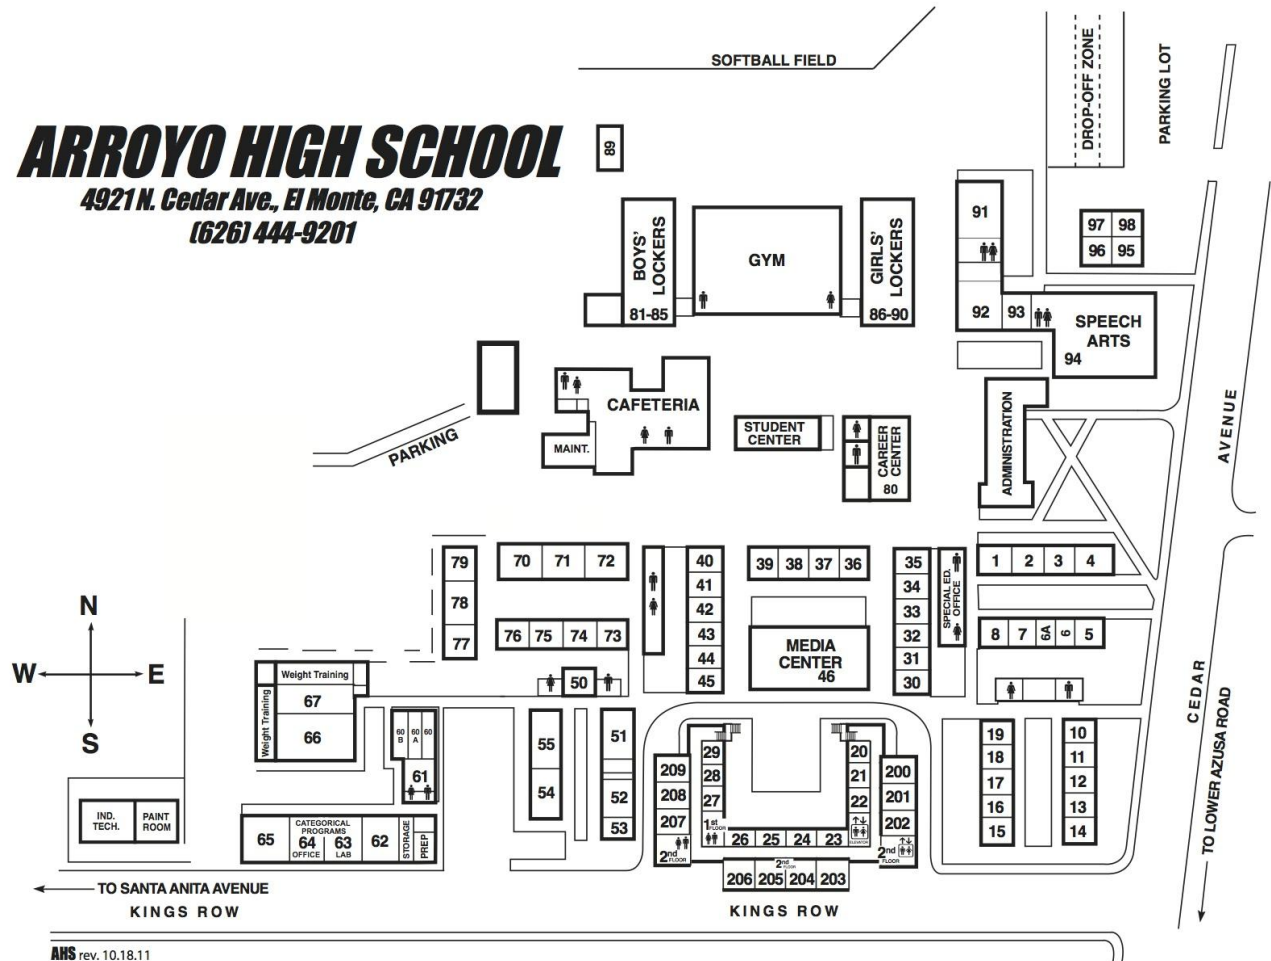 SOFTBALL FIELD
DROP-OFF ZONE
PARKING LOT
ARROYO HIGH SCHOOL
4921 N. Cedar Ave., El Monte, CA 91732
(626) 444-9201
89
BOYS'
LOCKERS
81-85
GYM
GIRLS'
LOCKERS
86-90
91
92
93
97 98
96 95
SPEECH
ARTS
94
CAFETERIA
MAINT.
PARKING
STUDENT
CENTER
CAREER
CENTER
80
ADMINISTRATION
CEDAR AVENUE
79
78
77
70 71 72
76 75 74 73
50
40
41
42
43
44
45
39 38 37 36
MEDIA
CENTER
46
35
34
33
32
31
30
SPECIAL ED.
OFFICE
1 2 3 4
8 7 6A 6 5
N
W E
S
Weight Training
Weight Training
67
66
60
B
60
A
60
61
55
54
51
52
53
IND.
TECH.
PAINT
ROOM
65
CATEGORICAL
PROGRAMS
64
OFFICE
63
LAB
62
STORAGE
PREP
209
208
207
2nd
FLOOR
29
28
27
1st
FLOOR
26 25 24 23
20
21
22
ELEVATOR
200
201
202
2nd
FLOOR
2nd
FLOOR
206 205 204 203
19
18
17
16
15
10
11
12
13
14
TO LOWER AZUSA ROAD
TO SANTA ANITA AVENUE
KINGS ROW
KINGS ROW
AHS rev. 10.18.11